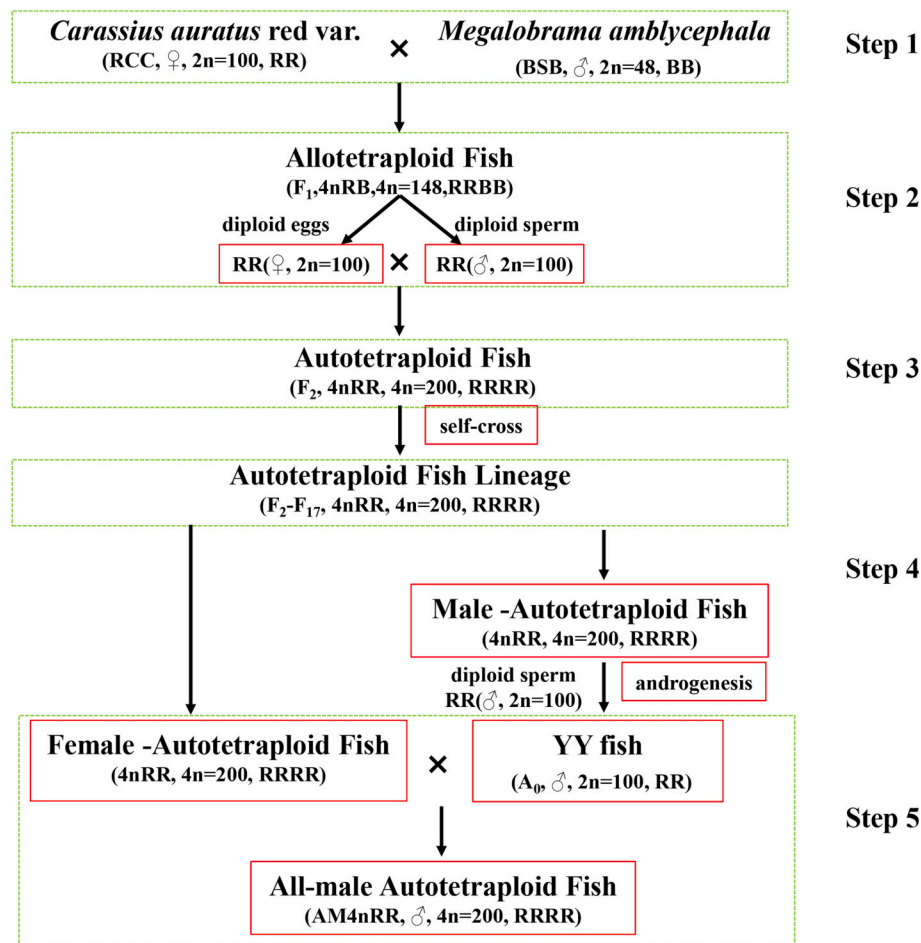 Carassius auratus red var.
(RCC, ♀, 2n=100, RR)
×
Megalobrama amblycephala
(BSB, ♂, 2n=48, BB)
Step 1
Allotetraploid Fish
(F₁,4nRB,4n=148,RRBB)
diploid eggs
diploid sperm
RR(♀, 2n=100)
×
RR(♂, 2n=100)
Step 2
Autotetraploid Fish
(F₂, 4nRR, 4n=200, RRRR)
Step 3
self-cross
Autotetraploid Fish Lineage
(F₂-F₁₇, 4nRR, 4n=200, RRRR)
Step 4
Male -Autotetraploid Fish
(4nRR, 4n=200, RRRR)
diploid sperm
RR(♂, 2n=100)
androgenesis
Female -Autotetraploid Fish
(4nRR, 4n=200, RRRR)
×
YY fish
(A₀, ♂, 2n=100, RR)
Step 5
All-male Autotetraploid Fish
(AM4nRR, ♂, 4n=200, RRRR)